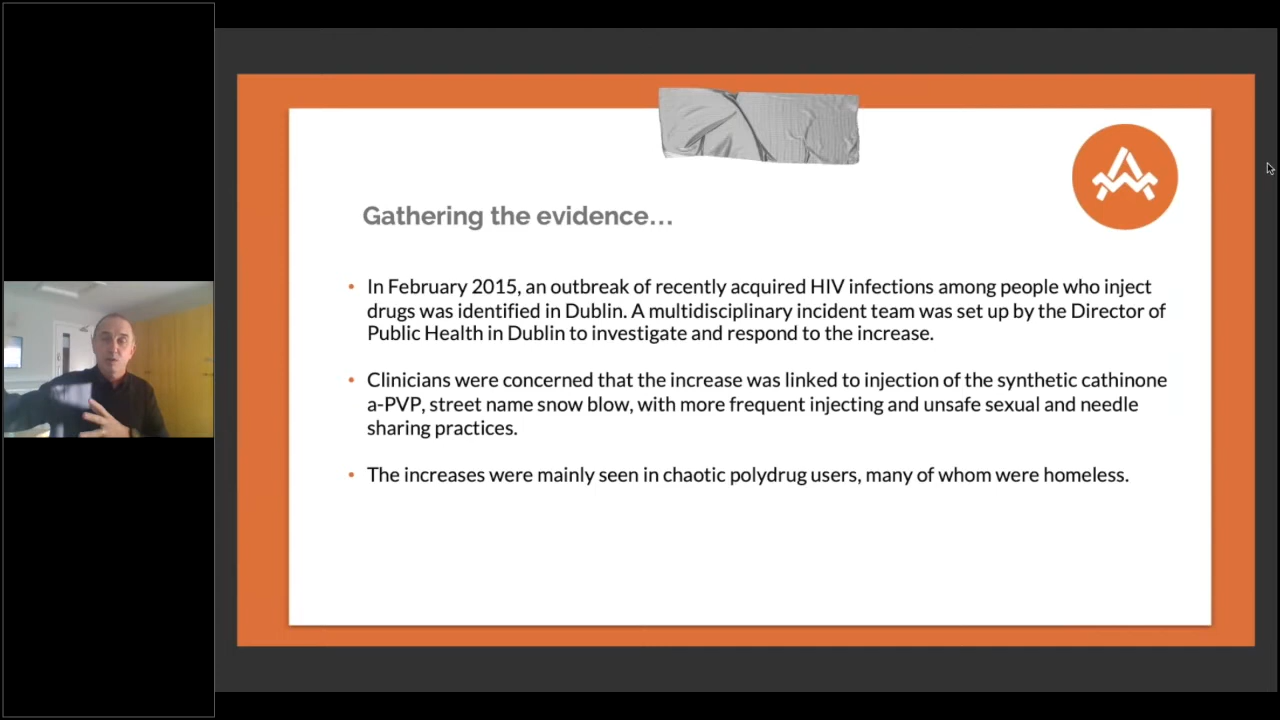 Gathering the evidence...
• In February 2015, an outbreak of recently acquired HIV infections among people who inject
drugs was identified in Dublin. A multidisciplinary incident team was set up by the Director of
Public Health in Dublin to investigate and respond to the increase.
• Clinicians were concerned that the increase was linked to injection of the synthetic cathinone
a-PVP, street name snow blow, with more frequent injecting and unsafe sexual and needle
sharing practices.
• The increases were mainly seen in chaotic polydrug users, many of whom were homeless.